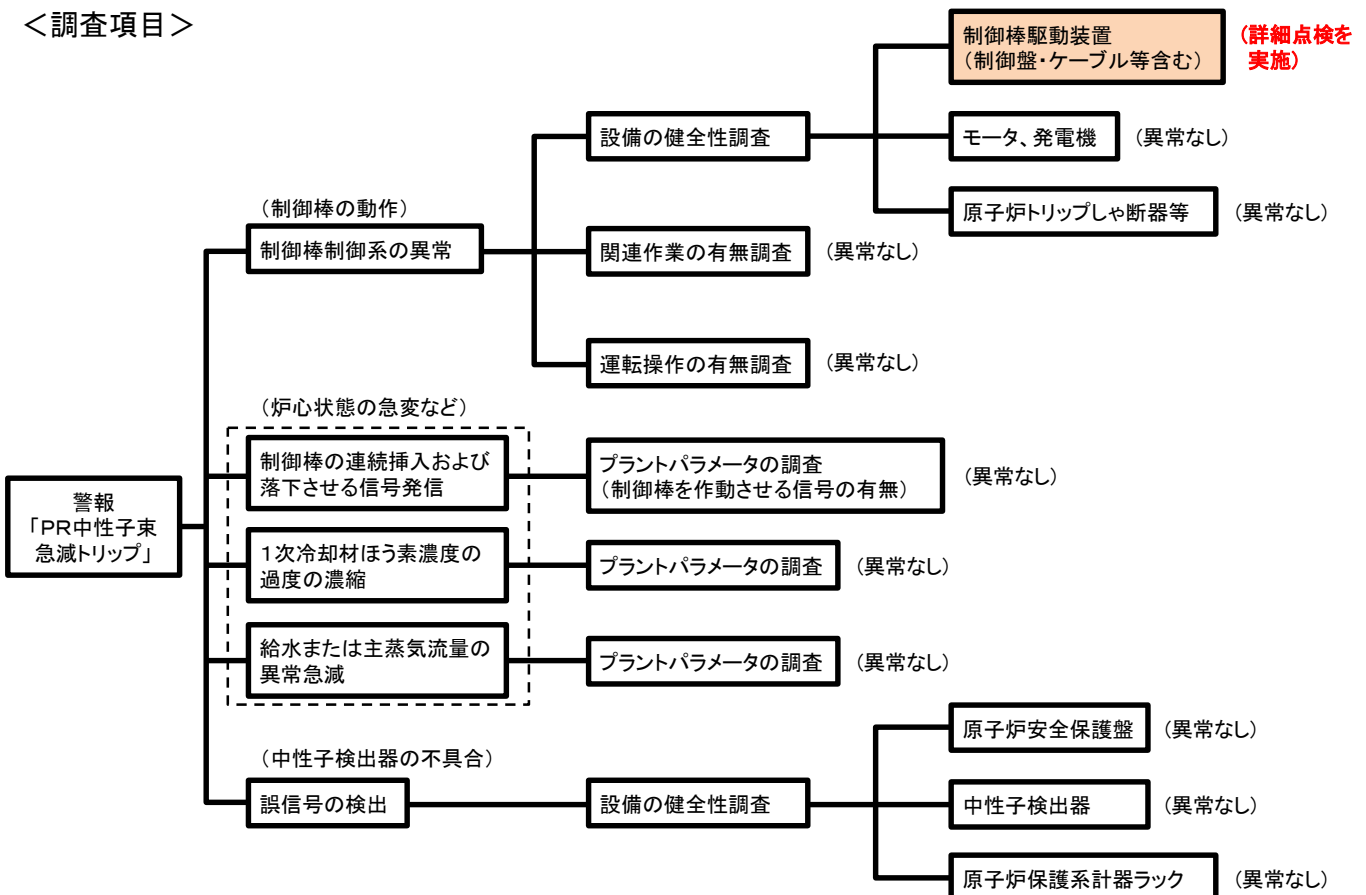 ＜調査項目＞
制御棒駆動装置
（制御盤・ケーブル等含む）
（詳細点検を
実施）
設備の健全性調査
モータ、発電機
（異常なし）
（制御棒の動作）
原子炉トリップしゃ断器等
（異常なし）
制御棒制御系の異常
関連作業の有無調査
（異常なし）
運転操作の有無調査
（異常なし）
（炉心状態の急変など）
制御棒の連続挿入および
落下させる信号発信
プラントパラメータの調査
（制御棒を作動させる信号の有無）
（異常なし）
警報
「ＰＲ中性子束
急減トリップ」
１次冷却材ほう素濃度の
過度の濃縮
プラントパラメータの調査
（異常なし）
給水または主蒸気流量の
異常急減
プラントパラメータの調査
（異常なし）
原子炉安全保護盤
（異常なし）
（中性子検出器の不具合）
誤信号の検出
設備の健全性調査
中性子検出器
（異常なし）
原子炉保護系計器ラック
（異常なし）